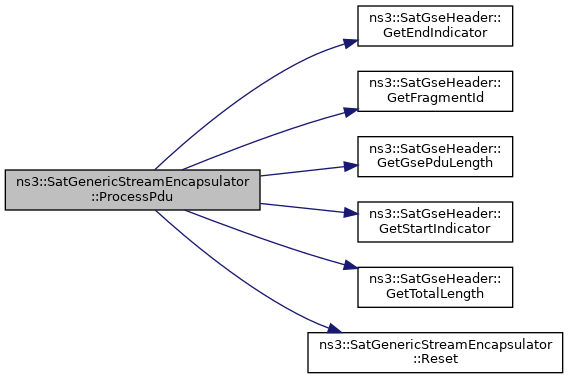 ns3::SatGenericStreamEncapsulator
::ProcessPdu
ns3::SatGseHeader::
GetEndIndicator
ns3::SatGseHeader::
GetFragmentId
ns3::SatGseHeader::
GetGsePduLength
ns3::SatGseHeader::
GetStartIndicator
ns3::SatGseHeader::
GetTotalLength
ns3::SatGenericStreamEncapsulator
::Reset